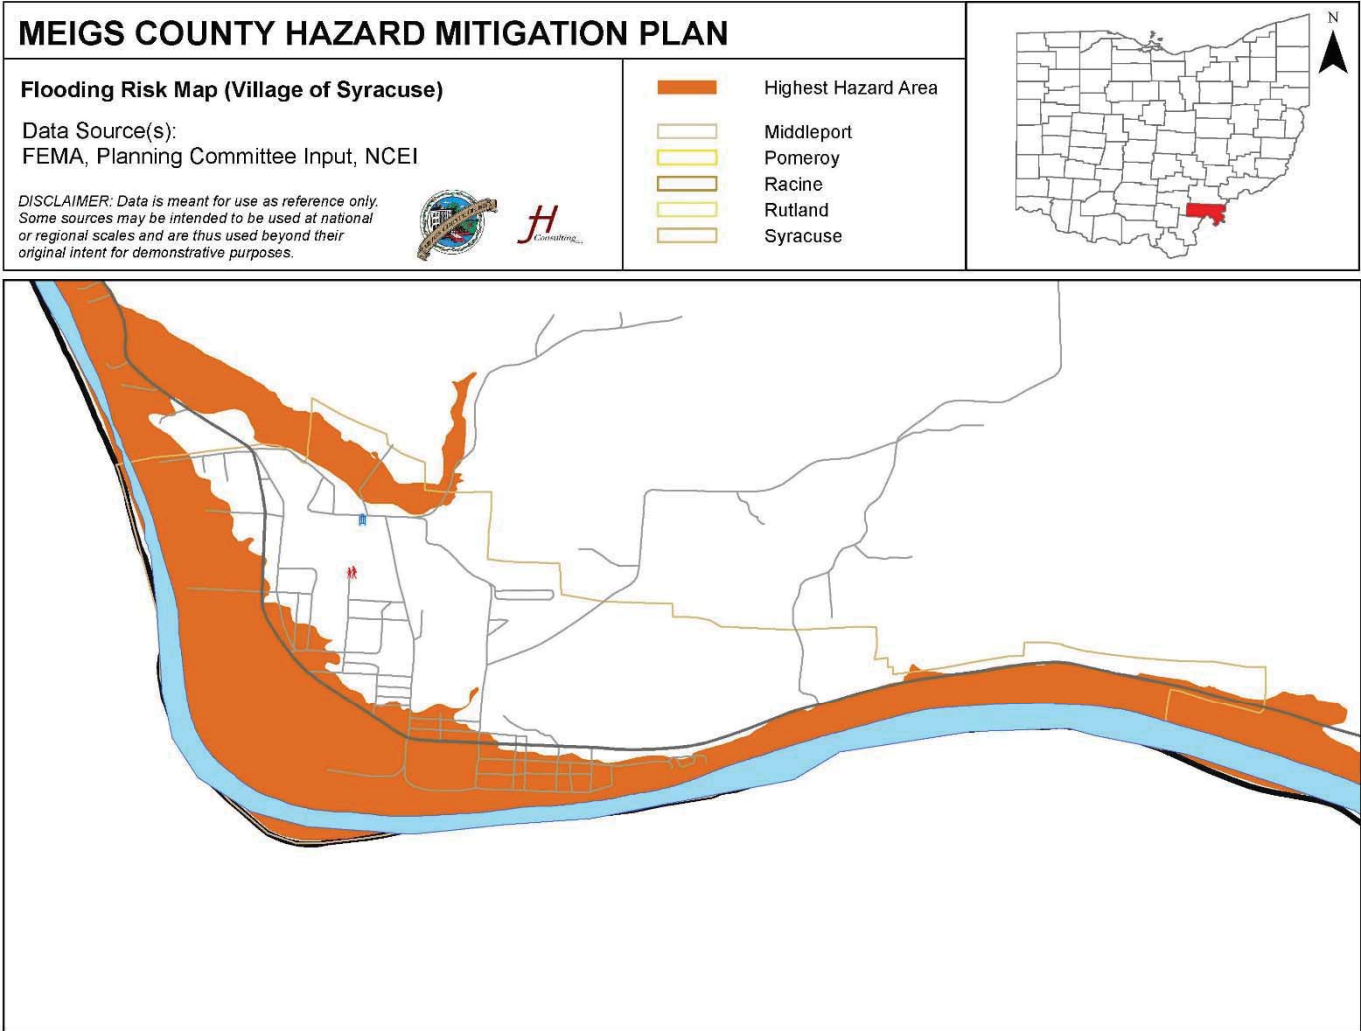 MEIGS COUNTY HAZARD MITIGATION PLAN
Flooding Risk Map (Village of Syracuse)
Data Source(s):
FEMA, Planning Committee Input, NCEI
DISCLAIMER: Data is meant for use as reference only.
Some sources may be intended to be used at national
or regional scales and are thus used beyond their
original intent for demonstrative purposes.
JH
Consulting
Highest Hazard Area
Middleport
Pomeroy
Racine
Rutland
Syracuse
N